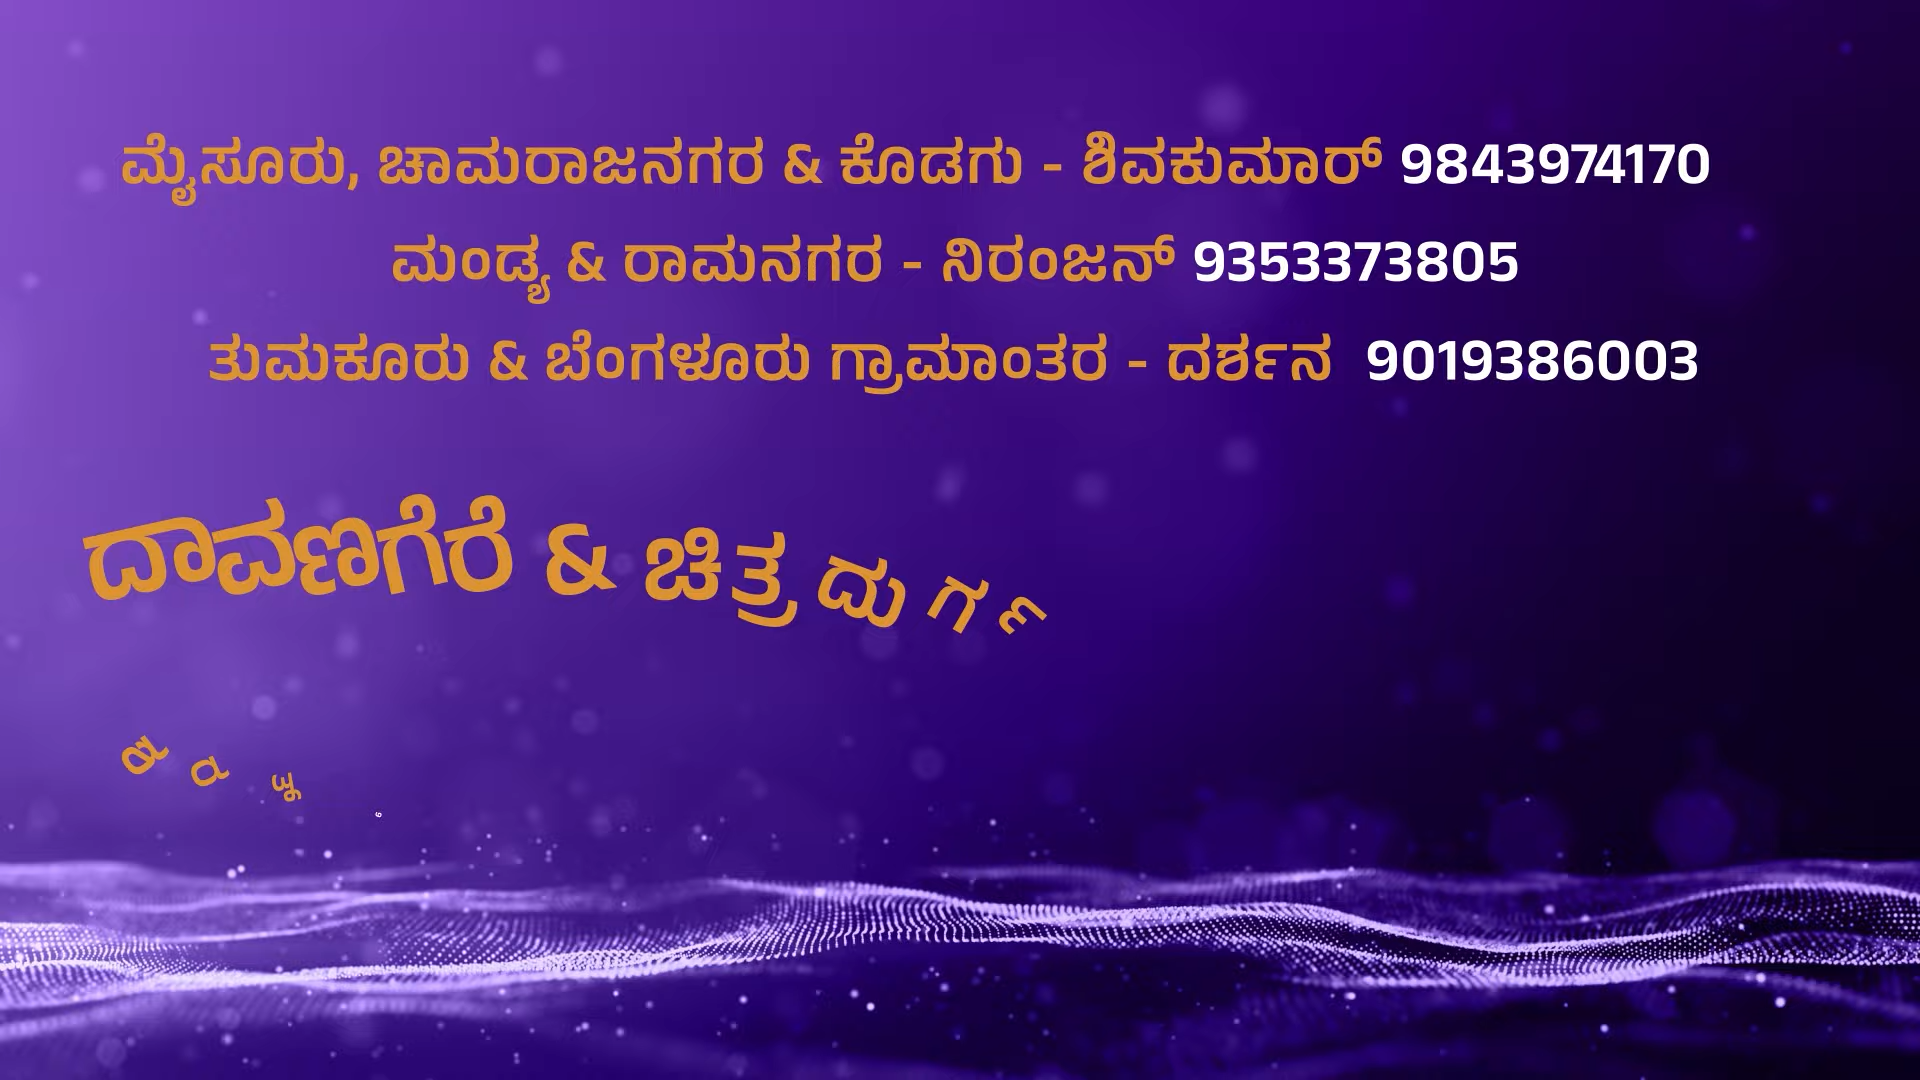 ಮೈಸೂರು, ಚಾಮರಾಜನಗರ & ಕೊಡಗು - ಶಿವಕುಮಾರ್ 9843974170
ಮಂಡ್ಯ & ರಾಮನಗರ - ನಿರಂಜನ್ 9353373805
ತುಮಕೂರು & ಬೆಂಗಳೂರು ಗ್ರಾಮಾಂತರ - ದರ್ಶನ 9019386003
ದಾವಣಗೆರೆ & ಚಿತ್ರದುರ್ಗ